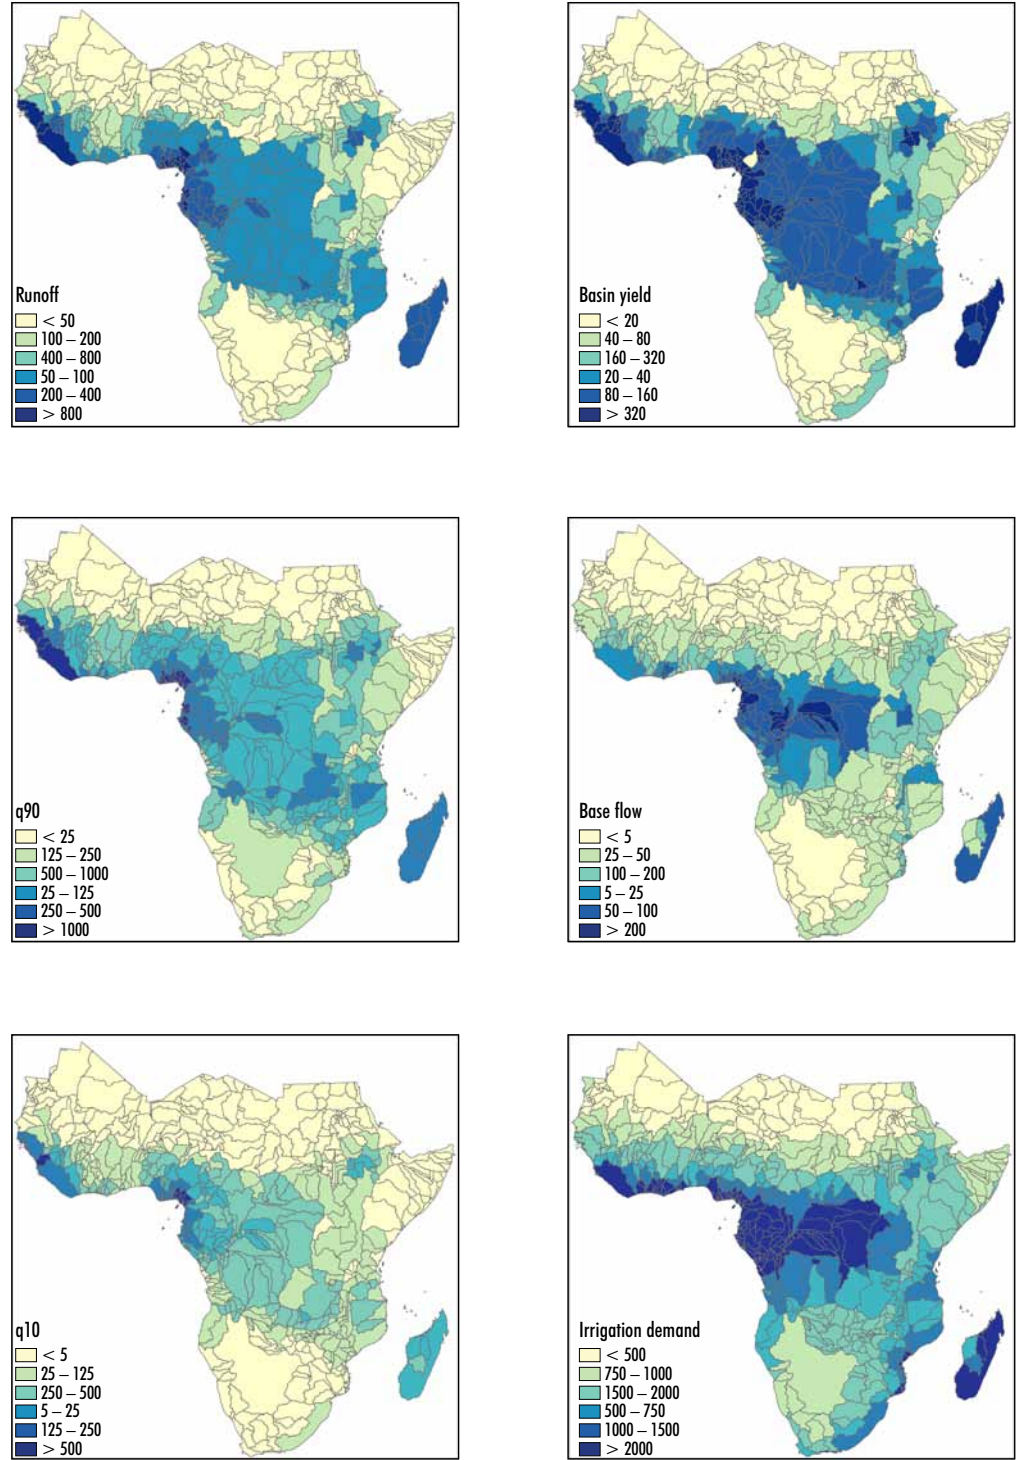 Runoff
< 50
100 – 200
400 – 800
50 – 100
200 – 400
> 800
Basin yield
< 20
40 – 80
160 – 320
20 – 40
80 – 160
> 320
q90
< 25
125 – 250
500 – 1000
25 – 125
250 – 500
> 1000
Base flow
< 5
25 – 50
100 – 200
5 – 25
50 – 100
> 200
q10
< 5
25 – 125
250 – 500
5 – 25
125 – 250
> 500
Irrigation demand
< 500
750 – 1000
1500 – 2000
500 – 750
1000 – 1500
> 2000